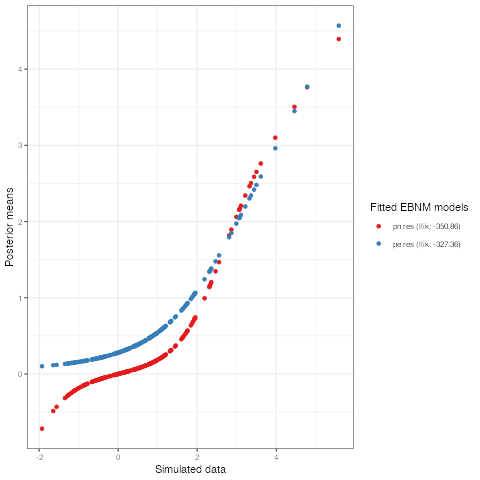 4
3
2
1
0
-2
0
2
4
Simulated data
Posterior means
Fitted EBNM models
pn.res (llik: -350.86)
pe.res (llik: -327.36)